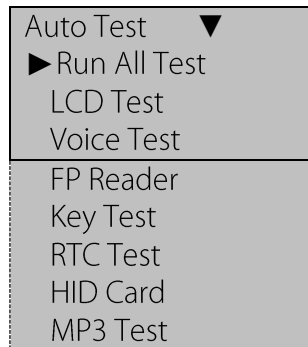 Auto Test ▼
▶Run All Test
LCD Test
Voice Test
FP Reader
Key Test
RTC Test
HID Card
MP3 Test